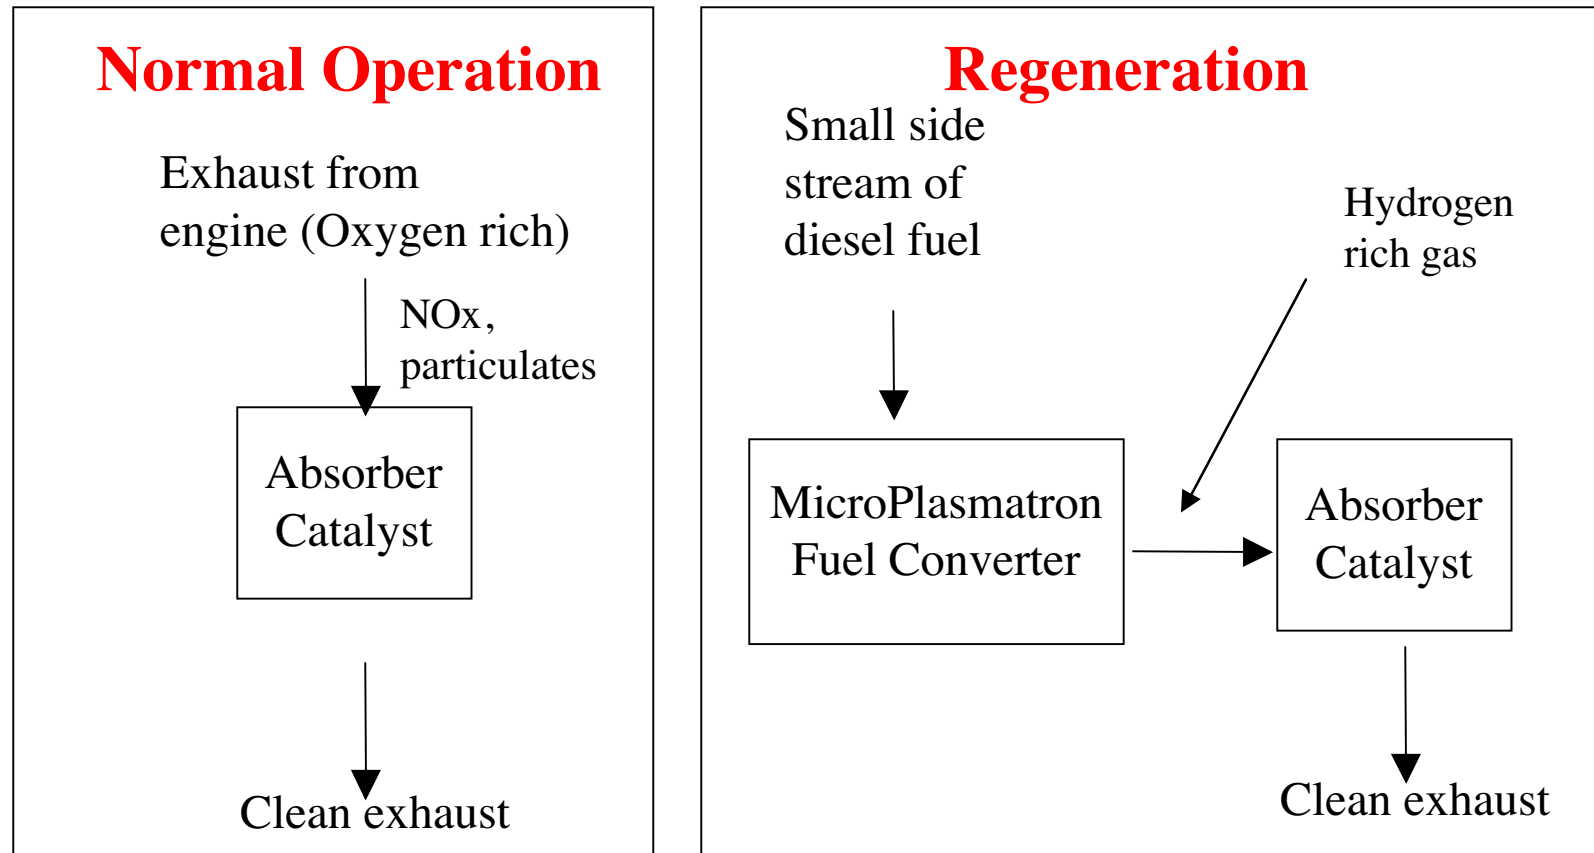 Normal Operation
Exhaust from
engine (Oxygen rich)
NOx,
particulates
Absorber
Catalyst
Clean exhaust
Regeneration
Small side
stream of
diesel fuel
Hydrogen
rich gas
MicroPlasmatron
Fuel Converter
Absorber
Catalyst
Clean exhaust